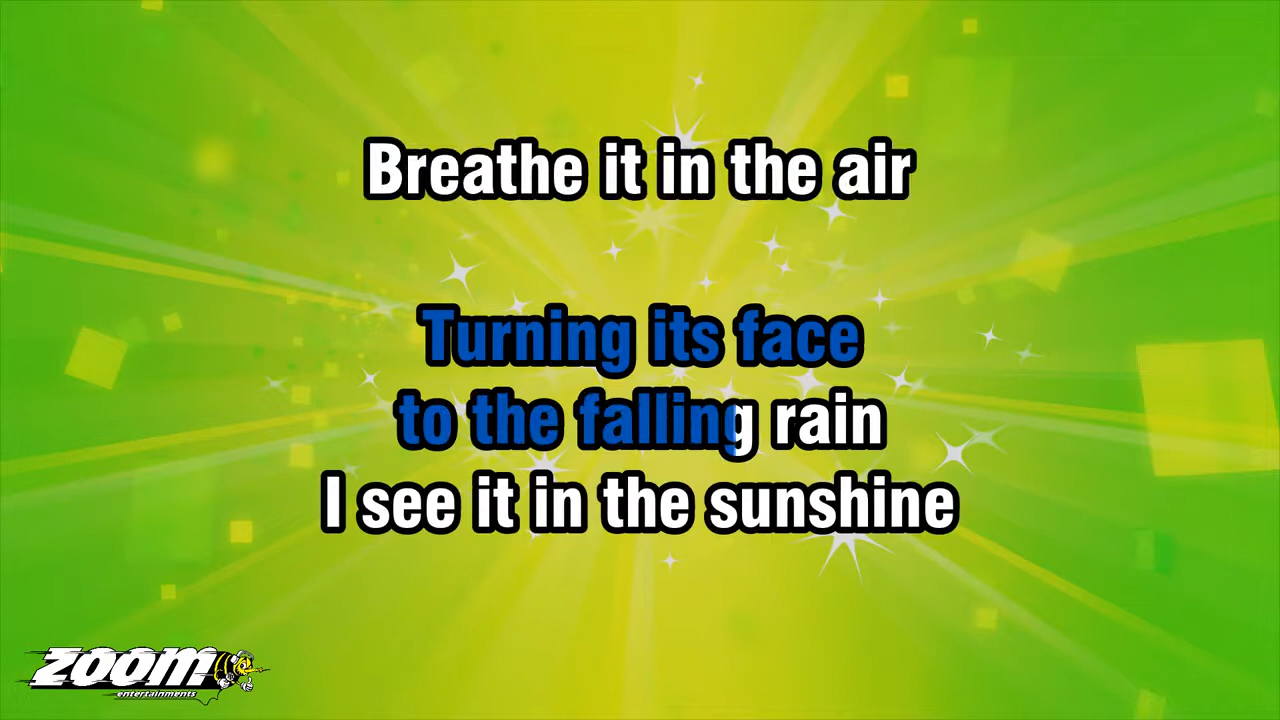 Breathe it in the air
Turning its face
to the falling rain
I see it in the sunshine
ZOOM
entertainments